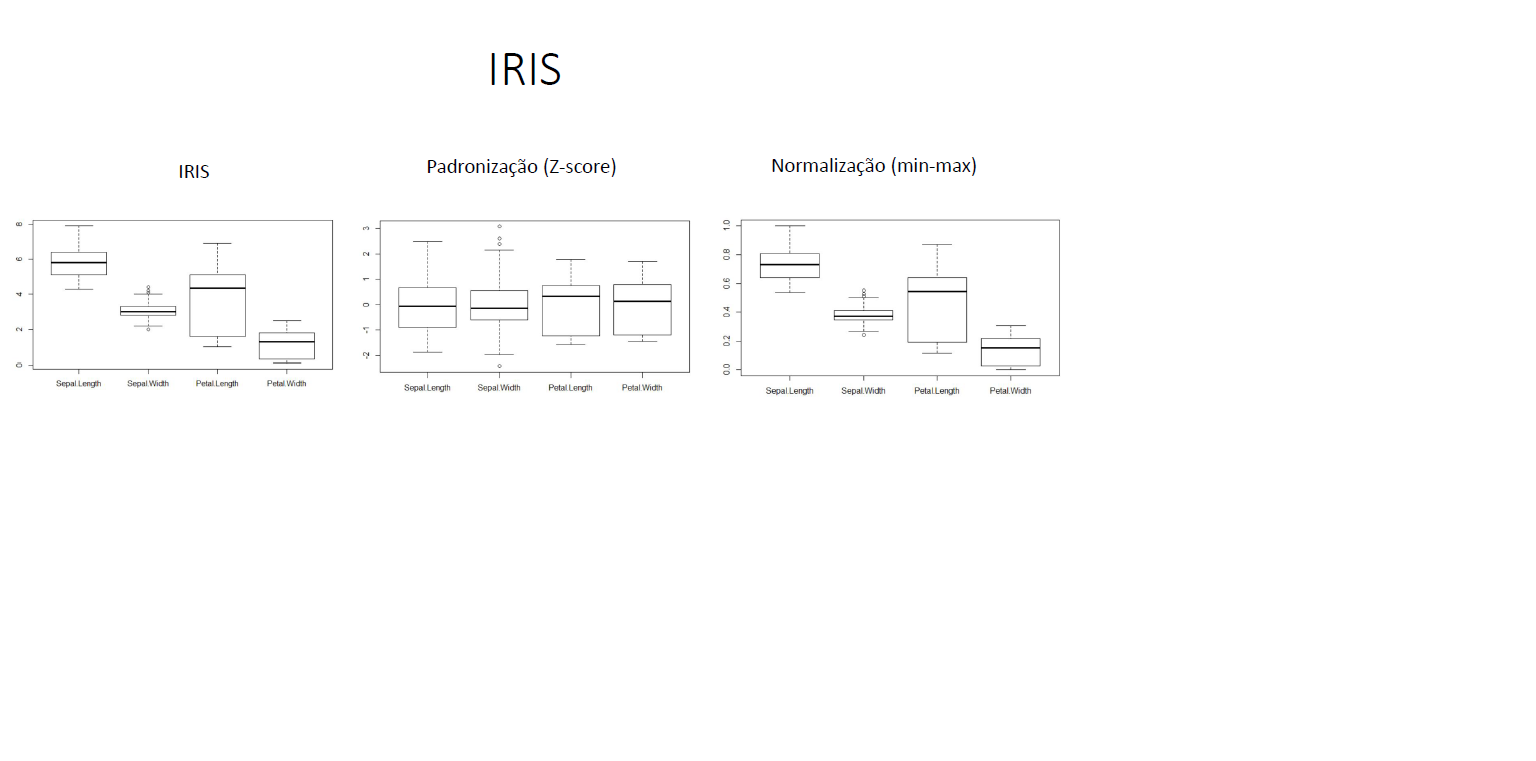 IRIS
IRIS
Padronização (Z-score)
Normalização (min-max)
8
6
4
2
0
Sepal.Length Sepal.Width Petal.Length Petal.Width
3
2
1
0
-1
-2
Sepal.Length Sepal.Width Petal.Length Petal.Width
1.0
0.8
0.6
0.4
0.2
0.0
Sepal.Length Sepal.Width Petal.Length Petal.Width